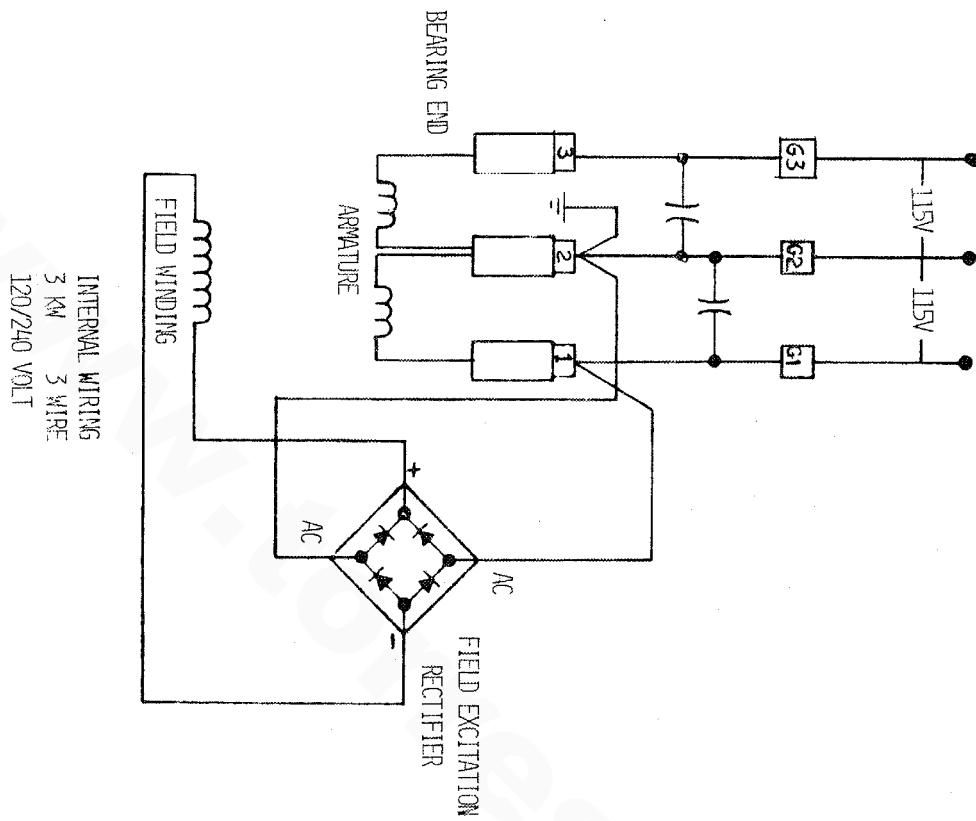 BEARING END
3
G3
115V
ARMATURE
2
G2
115V
1
G1
FIELD WINDING
+
AC
AC
-
FIELD EXCITATION
RECTIFIER
INTERNAL WIRING
3 KW 3 WIRE
120/240 VOLT